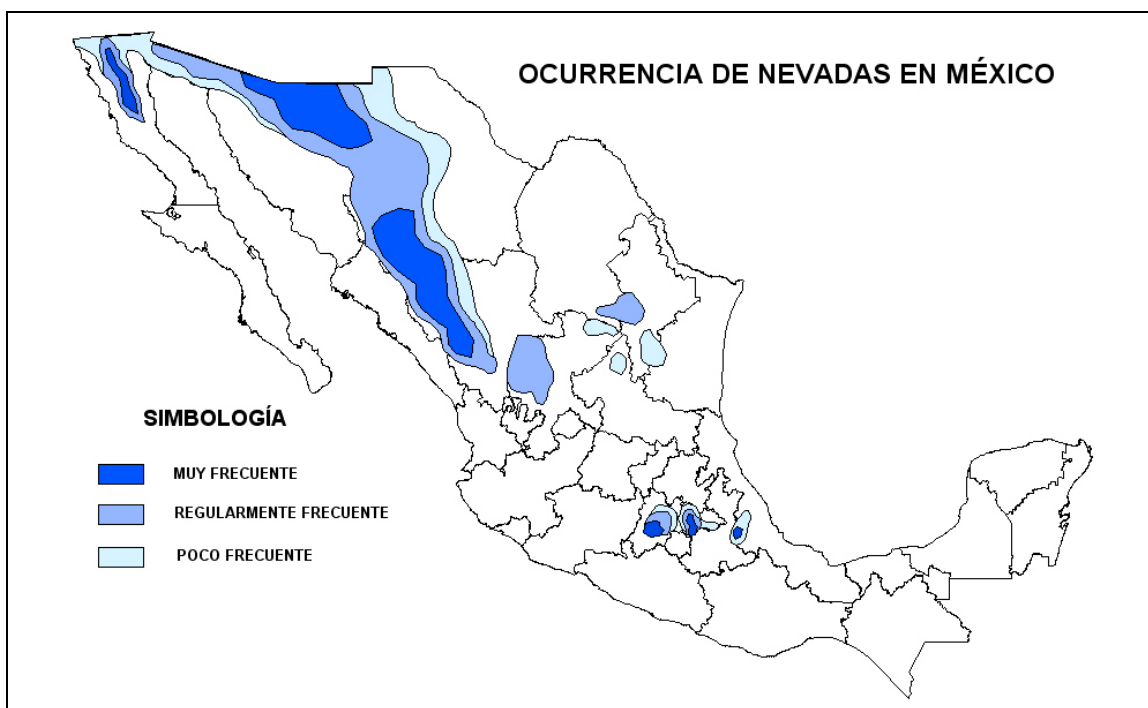 OCURRENCIA DE NEVADAS EN MÉXICO
SIMBOLOGÍA
MUY FRECUENTE
REGULARMENTE FRECUENTE
POCO FRECUENTE